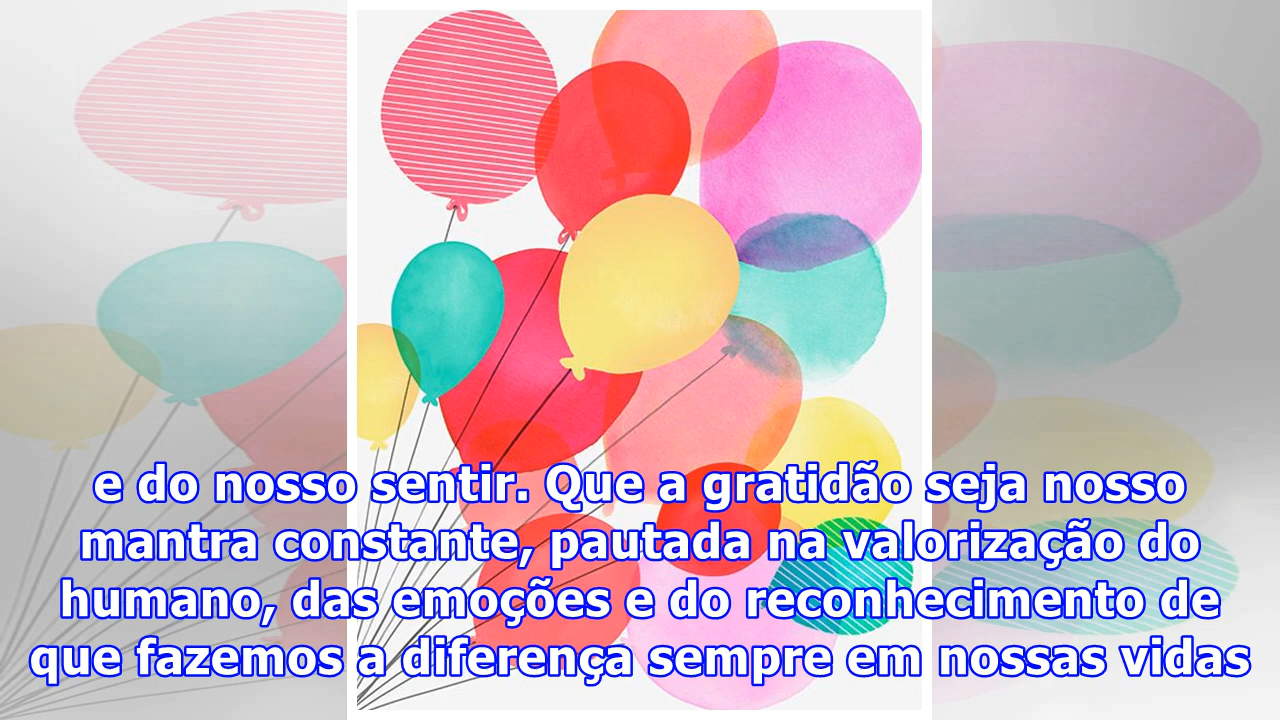 e do nosso sentir. Que a gratidão seja nosso
mantra constante, pautada na valorização do
humano, das emoções e do reconhecimento de
que fazemos a diferença sempre em nossas vidas